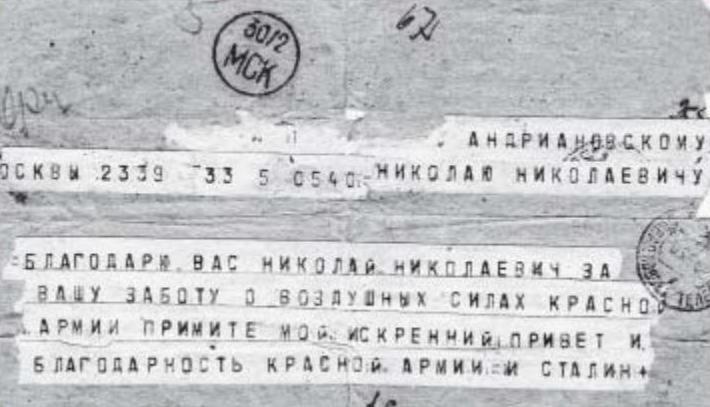 30/2
МСК
АНДРИАНОВСКОМУ
ОСКВЫ 2339 33 5 0540= НИКОЛАЮ НИКОЛАЕВИЧУ
=БЛАГОДАРЮ ВАС НИКОЛАЙ НИКОЛАЕВИЧ ЗА
ВАШУ ЗАБОТУ О ВОЗДУШНЫХ СИЛАХ КРАСНО
АРМИИ ПРИМИТЕ МОЙ ИСКРЕННИЙ ПРИВЕТ И
БЛАГОДАРНОСТЬ КРАСНОЙ АРМИИ=И СТАЛИН+